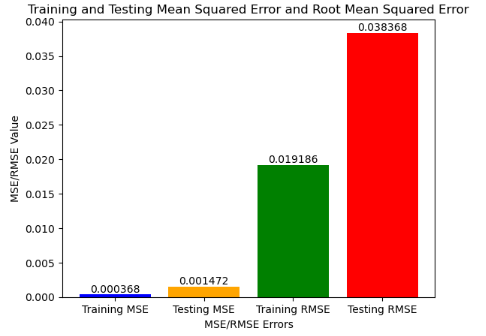 Training and Testing Mean Squared Error and Root Mean Squared Error
0.040
0.035
0.030
0.025
0.020
0.015
0.010
0.005
0.000
MSE/RMSE Value
0.000368
0.001472
0.019186
0.038368
Training MSE
Testing MSE
Training RMSE
Testing RMSE
MSE/RMSE Errors